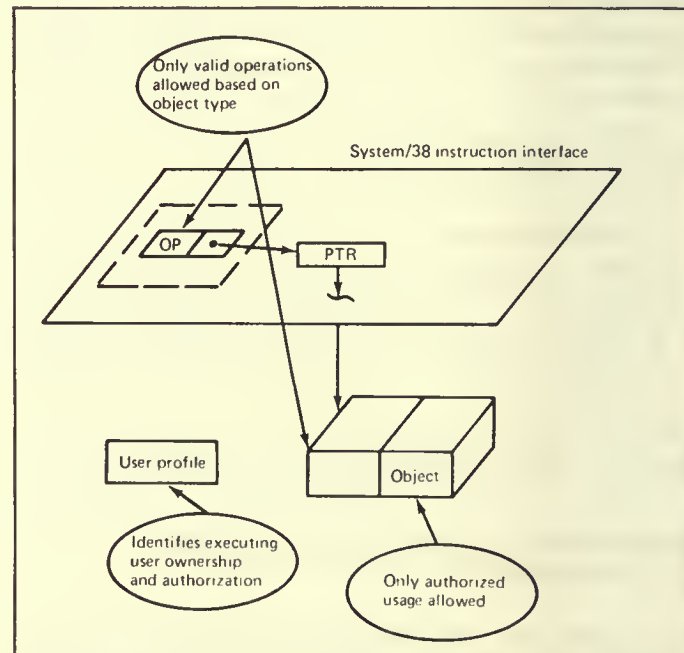 Only valid operations
allowed based on
object type
System/38 instruction interface
OP
PTR
User profile
Object
Identifies executing
user ownership
and authorization
Only authorized
usage allowed